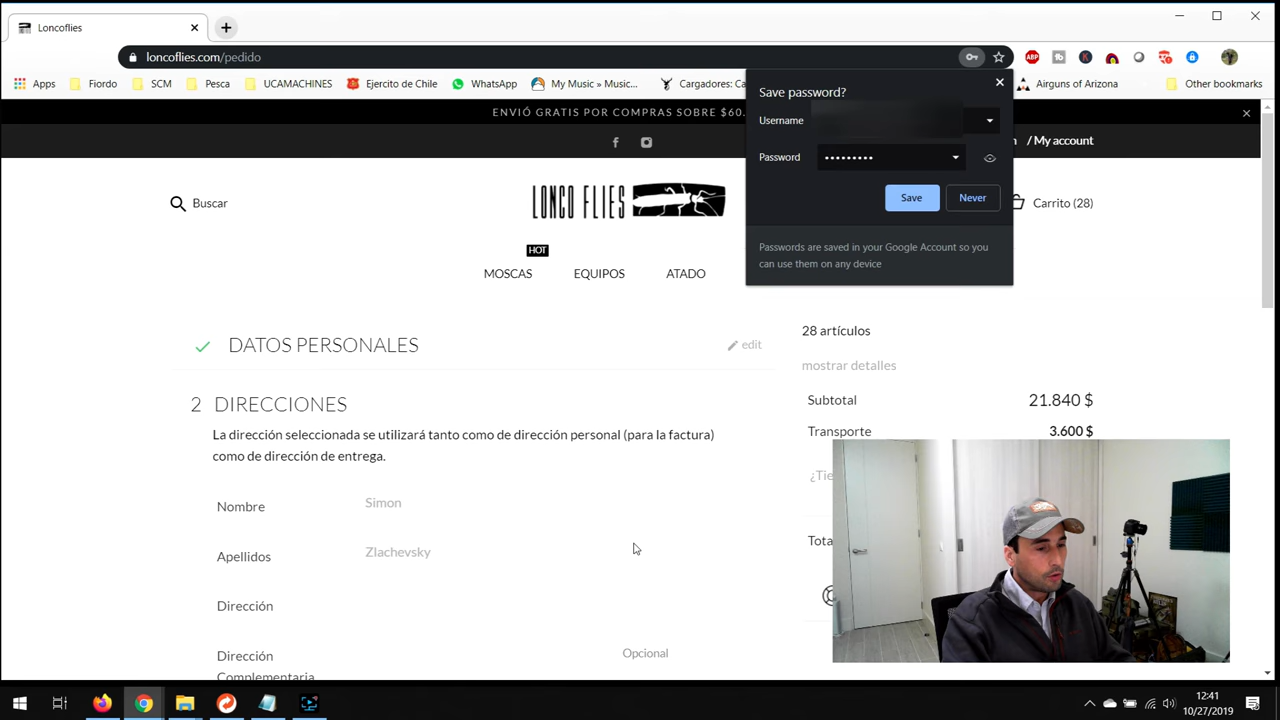 Loncoflies
loncoflies.com/pedido
ABP
Apps
Fiordo
SCM
Pesca
UCAMACHINES
Ejercito de Chile
WhatsApp
My Music » Music...
Cargadores: Ca
Airguns of Arizona
Other bookmarks
Save password?
Username
Password
•••••••••
Save
Never
Passwords are saved in your Google Account so you
can use them on any device
ENVIÓ GRATIS POR COMPRAS SOBRE $60.
/ My account
Buscar
LONCO FLIES
Carrito (28)
HOT
MOSCAS
EQUIPOS
ATADO
DATOS PERSONALES
edit
2 DIRECCIONES
La dirección seleccionada se utilizará tanto como de dirección personal (para la factura)
como de dirección de entrega.
Nombre
Simon
Apellidos
Zlachevsky
Dirección
Dirección
Complementaria
Opcional
28 artículos
mostrar detalles
Subtotal
21.840 $
Transporte
3.600 $
¿Tie
Tota
12:41
10/27/2019